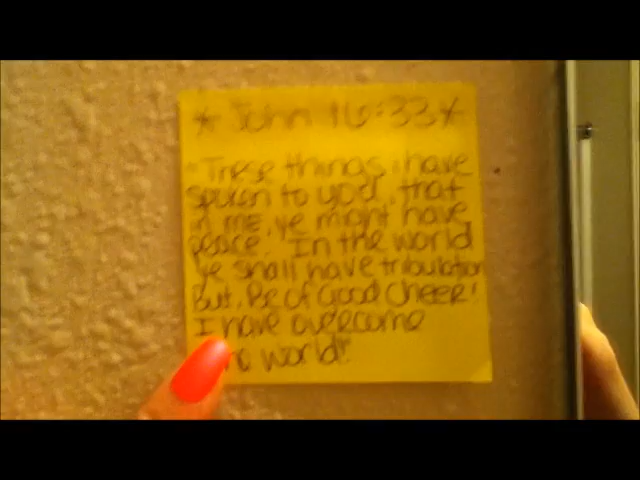 * John 16:33 *
"These things i have
spoken to you, that
in me, ye might have
peace. In the world
ye shall have tribulation
But, Be of Good Cheer!
I have overcome
the world!"